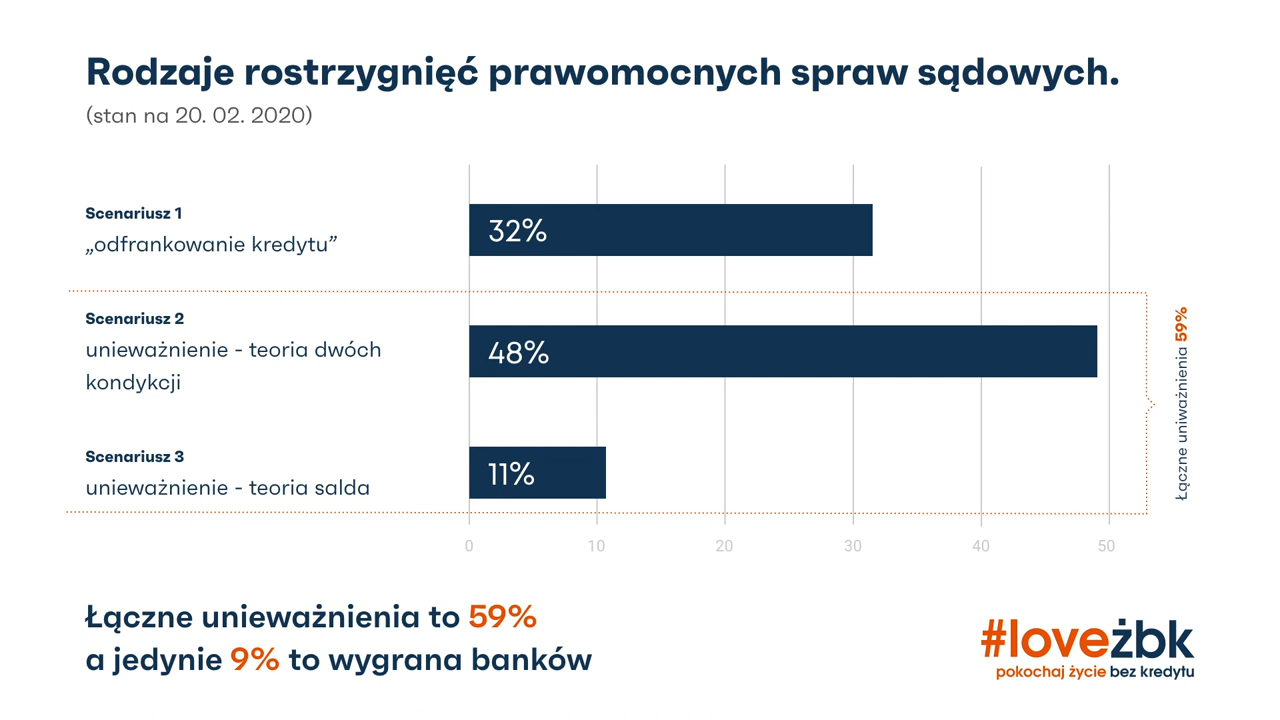 Rodzaje rostrzygnięć prawomocnych spraw sądowych.
(stan na 20. 02. 2020)
Scenariusz 1
„odfrankowanie kredytu”
32%
Scenariusz 2
unieważnienie - teoria dwóch
kondykcji
48%
Scenariusz 3
unieważnienie - teoria salda
11%
Łączne uniważnienia 59%
0 10 20 30 40 50
Łączne unieważnienia to 59%
a jedynie 9% to wygrana banków
#loveżbk
pokochaj życie bez kredytu